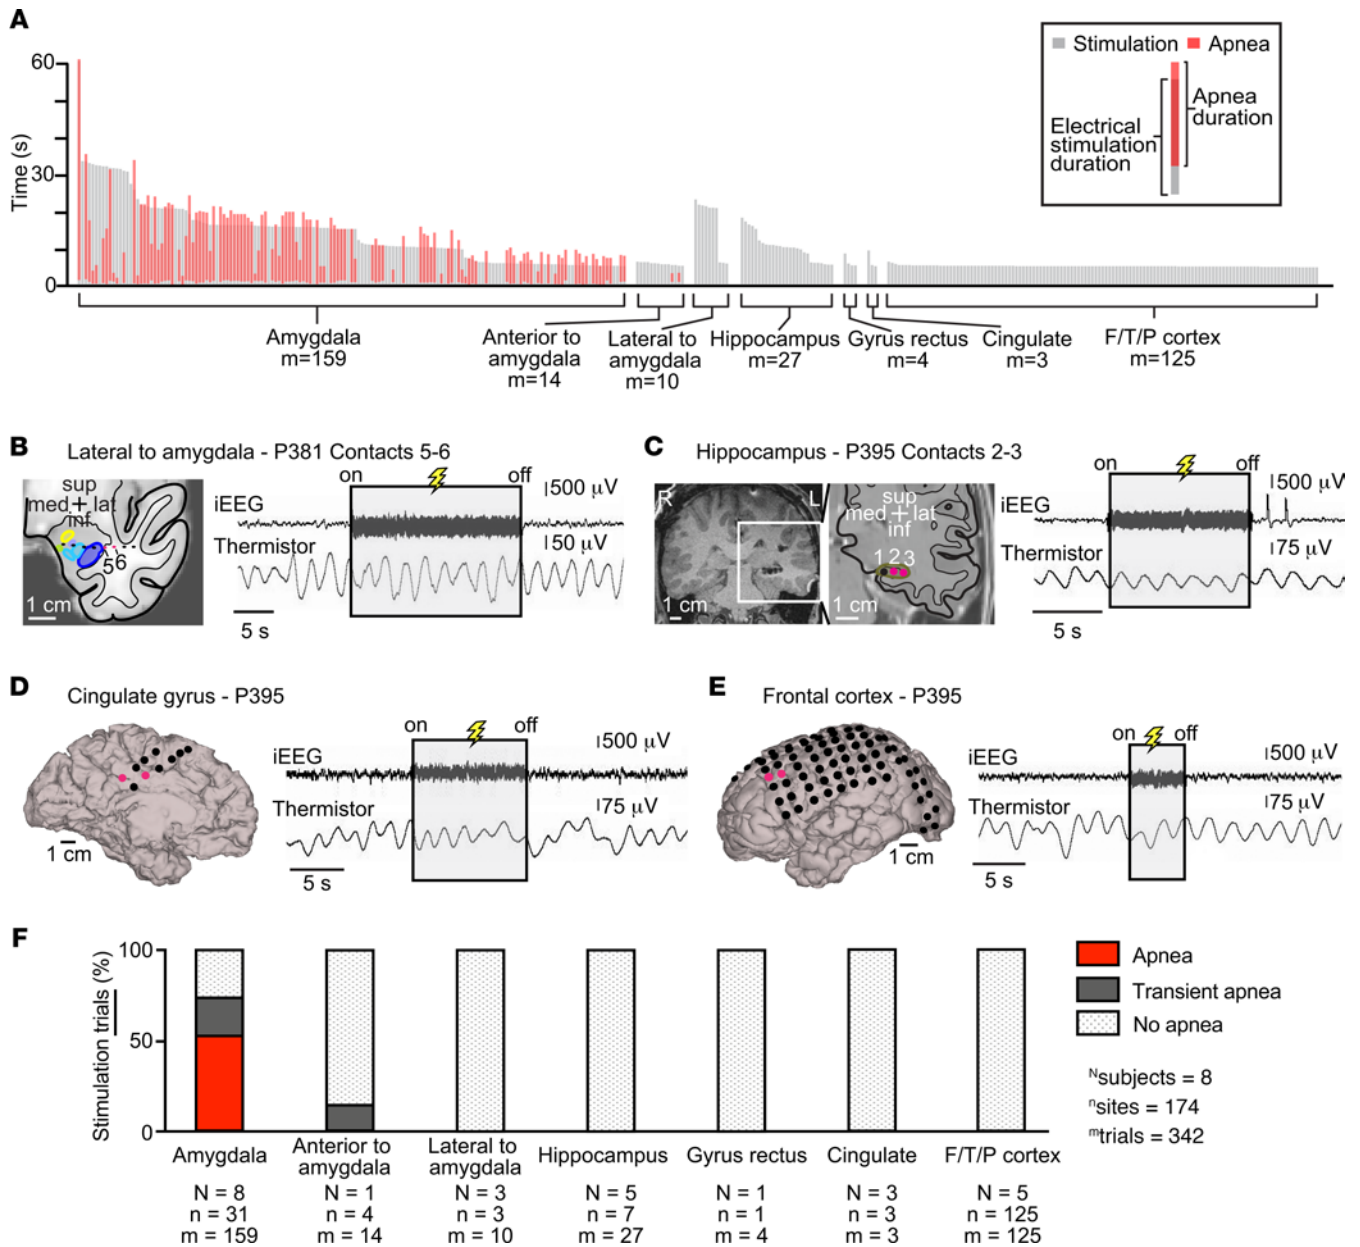 A
Stimulation Apnea
Electrical
stimulation
duration
Apnea
duration
Time (s)
60
30
0
Amygdala
m=159
Anterior to
amygdala
m=14
Lateral to
amygdala
m=10
Hippocampus
m=27
Gyrus rectus
m=4
Cingulate
m=3
F/T/P cortex
m=125
B Lateral to amygdala - P381 Contacts 5-6
sup
med lat
inf
56
1 cm
on off
iEEG
500 µV
Thermistor
50 µV
5 s
C Hippocampus - P395 Contacts 2-3
R L
sup
med lat
inf
1 2 3
1 cm
on off
iEEG
500 µV
Thermistor
75 µV
5 s
D Cingulate gyrus - P395
1 cm
on off
iEEG
500 µV
Thermistor
75 µV
5 s
E Frontal cortex - P395
1 cm
on off
iEEG
500 µV
Thermistor
75 µV
5 s
F
Stimulation trials (%)
100
50
0
Amygdala
N = 8
n = 31
m = 159
Anterior to
amygdala
N = 1
n = 4
m = 14
Lateral to
amygdala
N = 3
n = 3
m = 10
Hippocampus
N = 5
n = 7
m = 27
Gyrus rectus
N = 1
n = 1
m = 4
Cingulate
N = 3
n = 3
m = 3
F/T/P cortex
N = 5
n = 125
m = 125
Apnea
Transient apnea
No apnea
Nsubjects = 8
nsites = 174
mtrials = 342